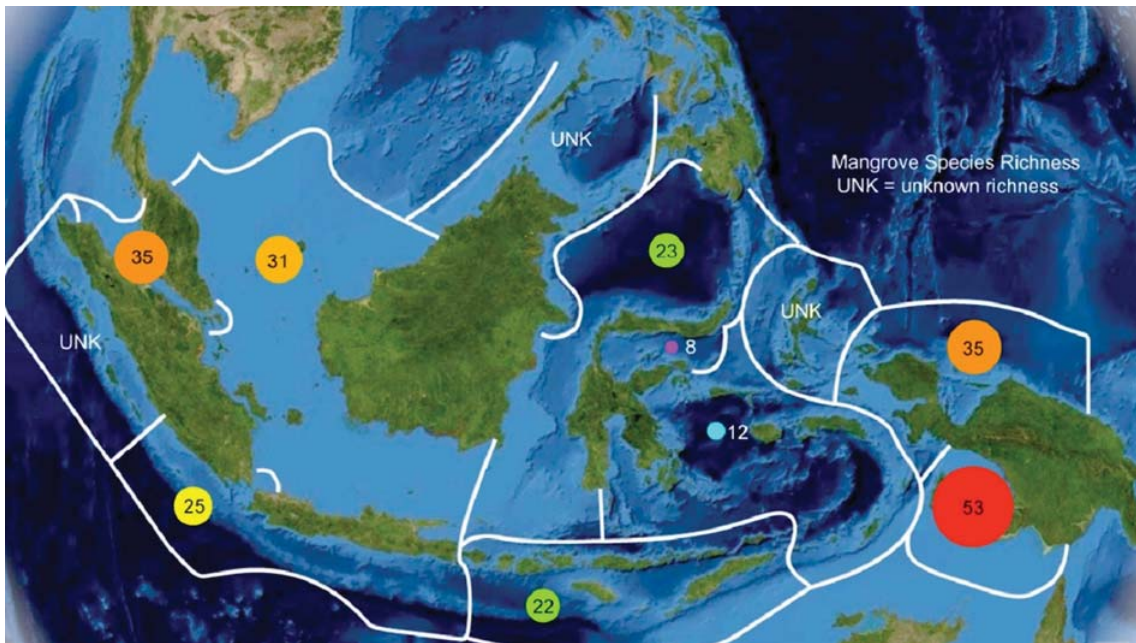 UNK
Mangrove Species Richness
UNK = unknown richness
35
31
23
UNK
UNK
8
35
12
25
53
22